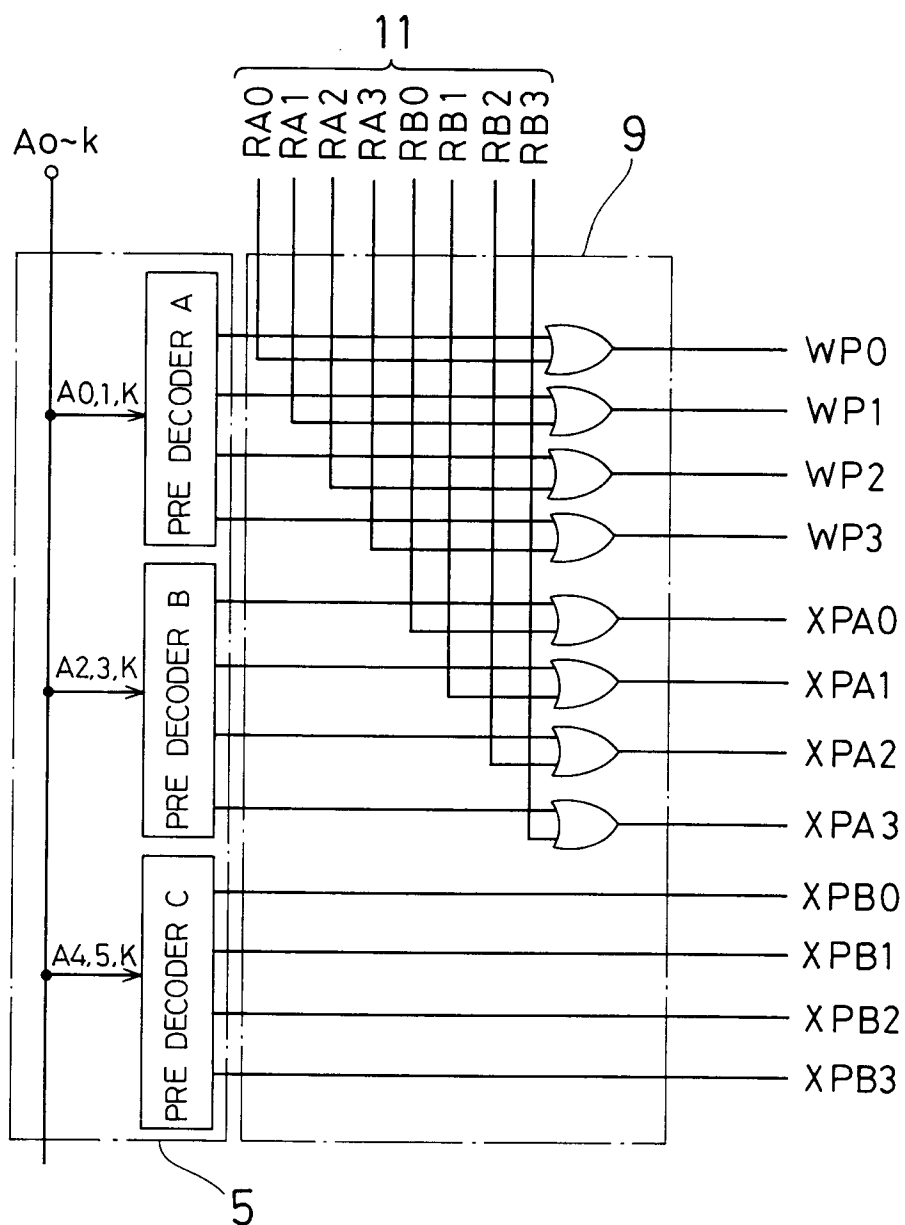 11
RA0
RA1
RA2
RA3
RB0
RB1
RB2
RB3
Ao~k
9
PRE DECODER A
A0,1,K
WP0
WP1
WP2
WP3
PRE DECODER B
A2,3,K
XPA0
XPA1
XPA2
XPA3
PRE DECODER C
A4,5,K
XPB0
XPB1
XPB2
XPB3
5